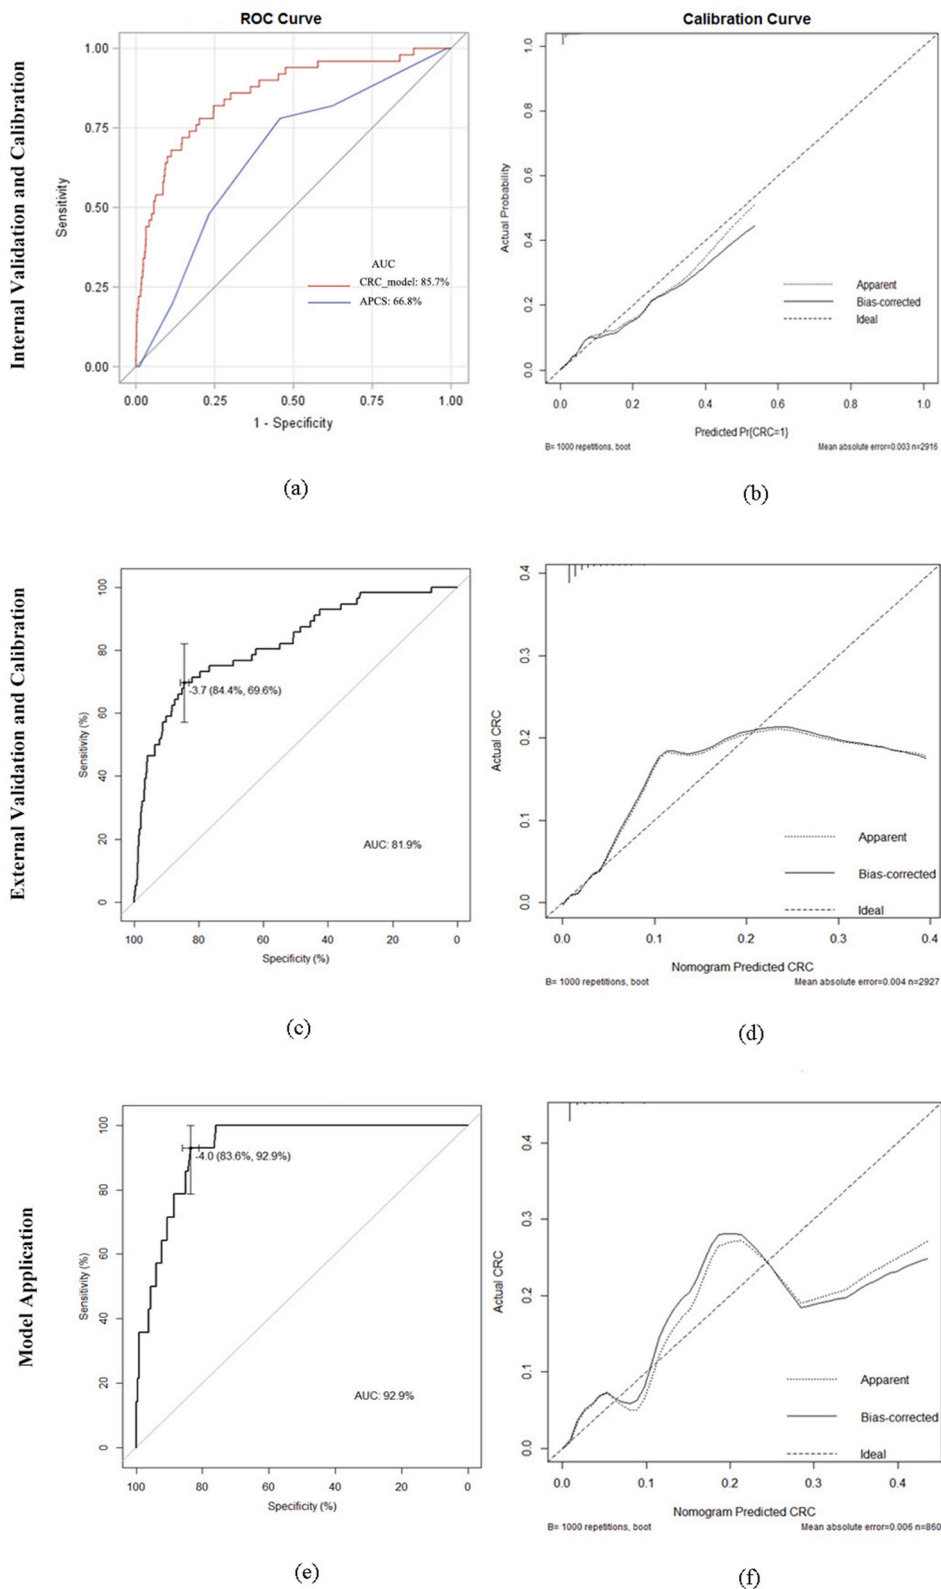 ROC Curve
Calibration Curve
Internal Validation and Calibration
1.00
0.75
0.50
0.25
0.00
Sensitivity
AUC
CRC_model: 85.7%
APCS: 66.8%
0.00 0.25 0.50 0.75 1.00
1 - Specificity
(a)
1.0
0.8
0.6
0.4
0.2
0.0
Actual Probability
Apparent
Bias-corrected
Ideal
0.0 0.2 0.4 0.6 0.8 1.0
Predicted Pr{CRC=1}
B= 1000 repetitions, boot
Mean absolute error=0.003 n=2916
(b)
External Validation and Calibration
100
80
60
40
20
0
Sensitivity (%)
-3.7 (84.4%, 69.6%)
AUC: 81.9%
100 80 60 40 20 0
Specificity (%)
(c)
0.4
0.3
0.2
0.1
0.0
Actual CRC
Apparent
Bias-corrected
Ideal
0.0 0.1 0.2 0.3 0.4
Nomogram Predicted CRC
B= 1000 repetitions, boot
Mean absolute error=0.004 n=2927
(d)
Model Application
100
80
60
40
20
0
Sensitivity (%)
-4.0 (83.6%, 92.9%)
AUC: 92.9%
100 80 60 40 20 0
Specificity (%)
(e)
0.4
0.3
0.2
0.1
0.0
Actual CRC
Apparent
Bias-corrected
Ideal
0.0 0.1 0.2 0.3 0.4
Nomogram Predicted CRC
B= 1000 repetitions, boot
Mean absolute error=0.006 n=860
(f)